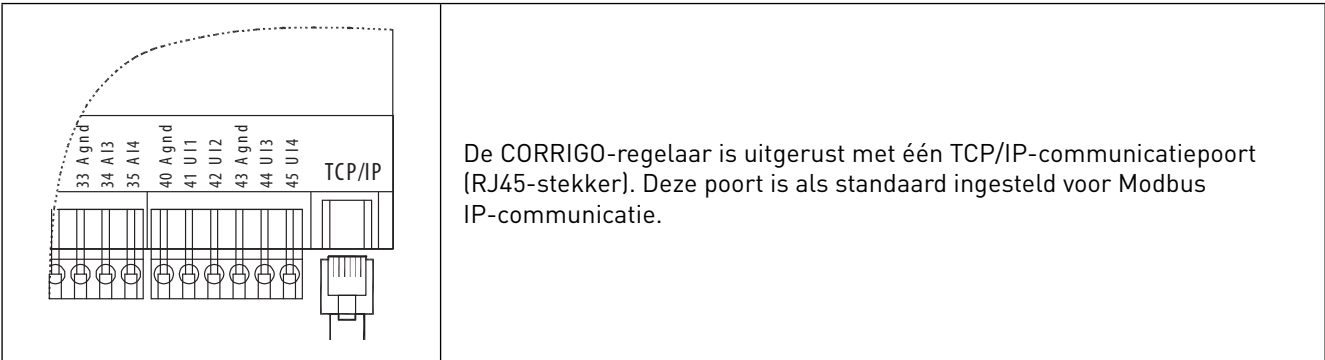 33 Agnd
34 AI3
35 AI4
40 Agnd
41 UI1
42 UI2
43 Agnd
44 UI3
45 UI4
TCP/IP
De CORRIGO-regelaar is uitgerust met één TCP/IP-communicatiepoort
(RJ45-stekker). Deze poort is als standaard ingesteld voor Modbus
IP-communicatie.